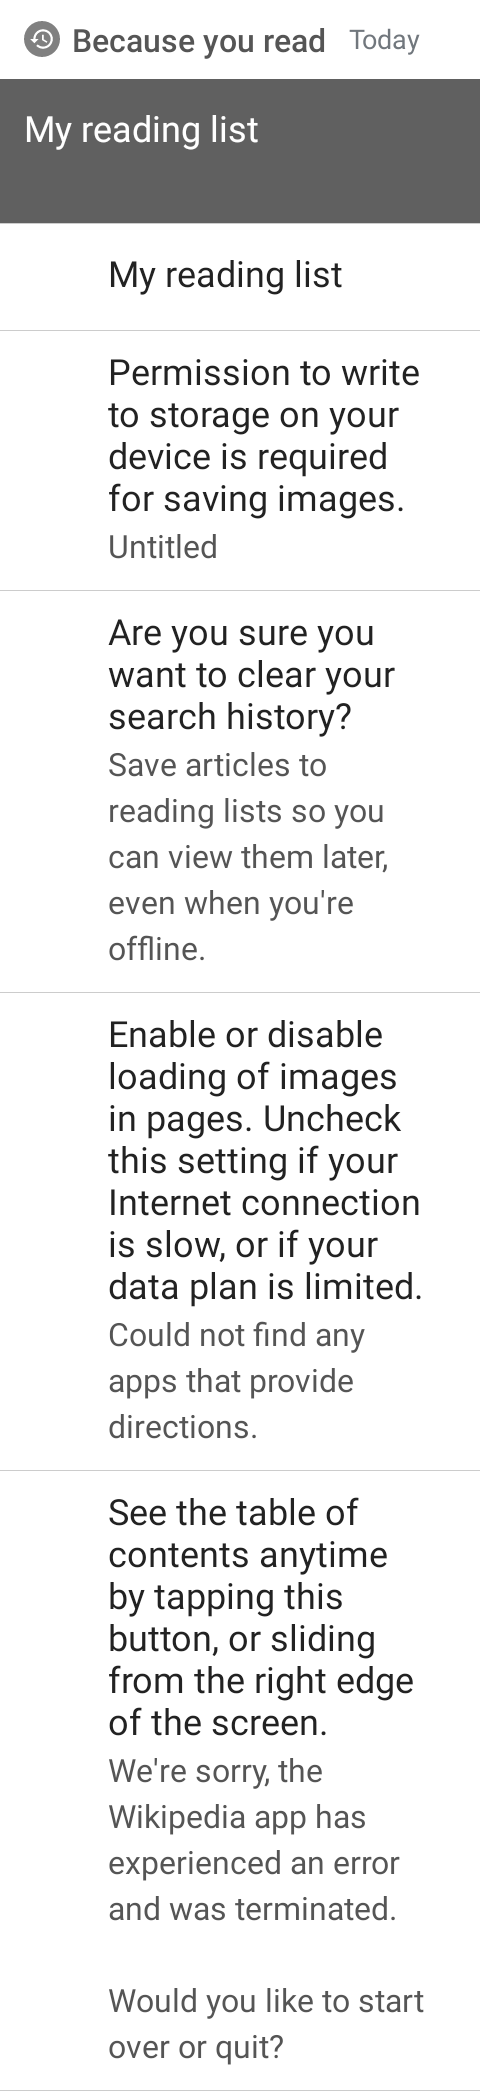 Because you read Today
My reading list
My reading list
Permission to write
to storage on your
device is required
for saving images.
Untitled
Are you sure you
want to clear your
search history?
Save articles to
reading lists so you
can view them later,
even when you're
offline.
Enable or disable
loading of images
in pages. Uncheck
this setting if your
Internet connection
is slow, or if your
data plan is limited.
Could not find any
apps that provide
directions.
See the table of
contents anytime
by tapping this
button, or sliding
from the right edge
of the screen.
We're sorry, the
Wikipedia app has
experienced an error
and was terminated.
Would you like to start
over or quit?